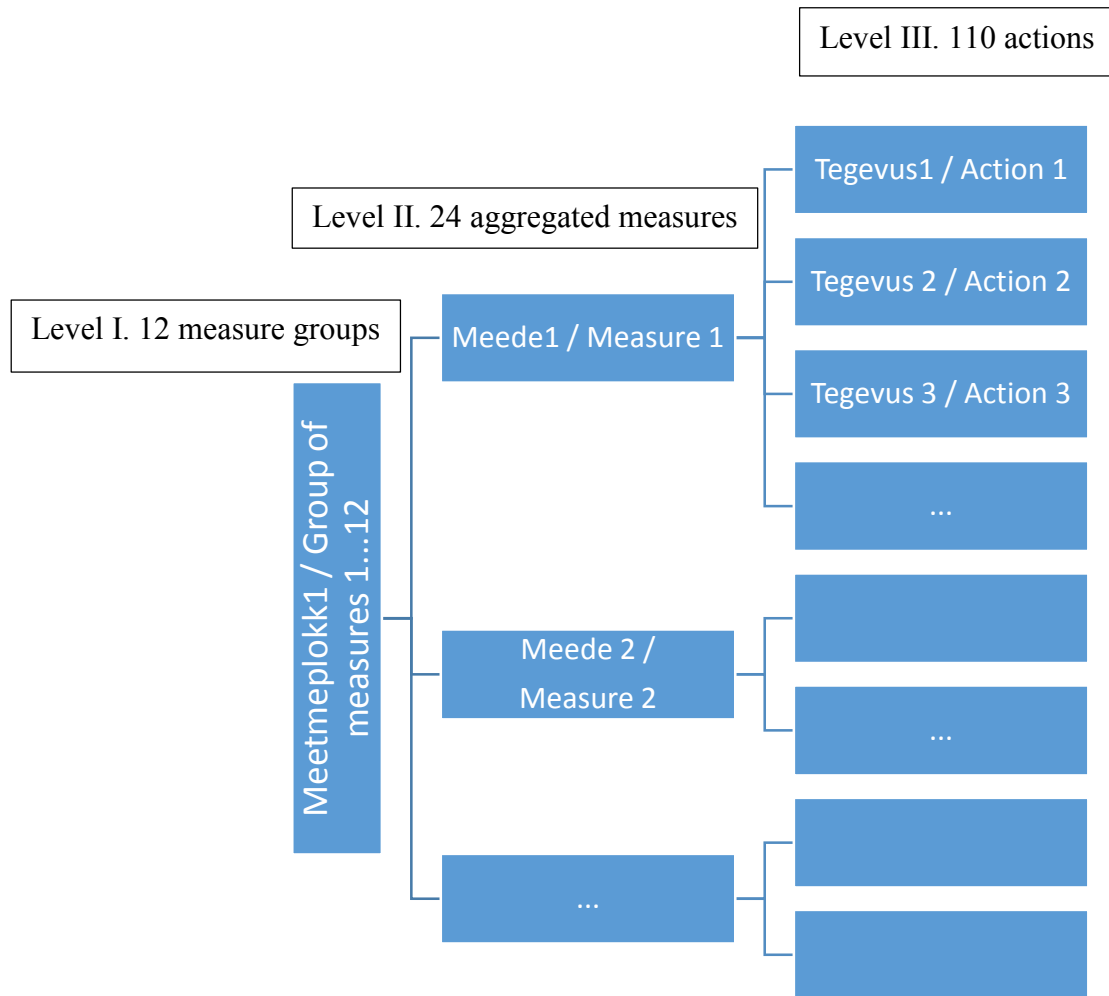 Level III. 110 actions
Tegevus1 / Action 1
Level II. 24 aggregated measures
Tegevus 2 / Action 2
Level I. 12 measure groups
Meede1 / Measure 1
Tegevus 3 / Action 3
Meetmeplokk1 / Group of
measures 1...12
...
Meede 2 /
Measure 2
...
...